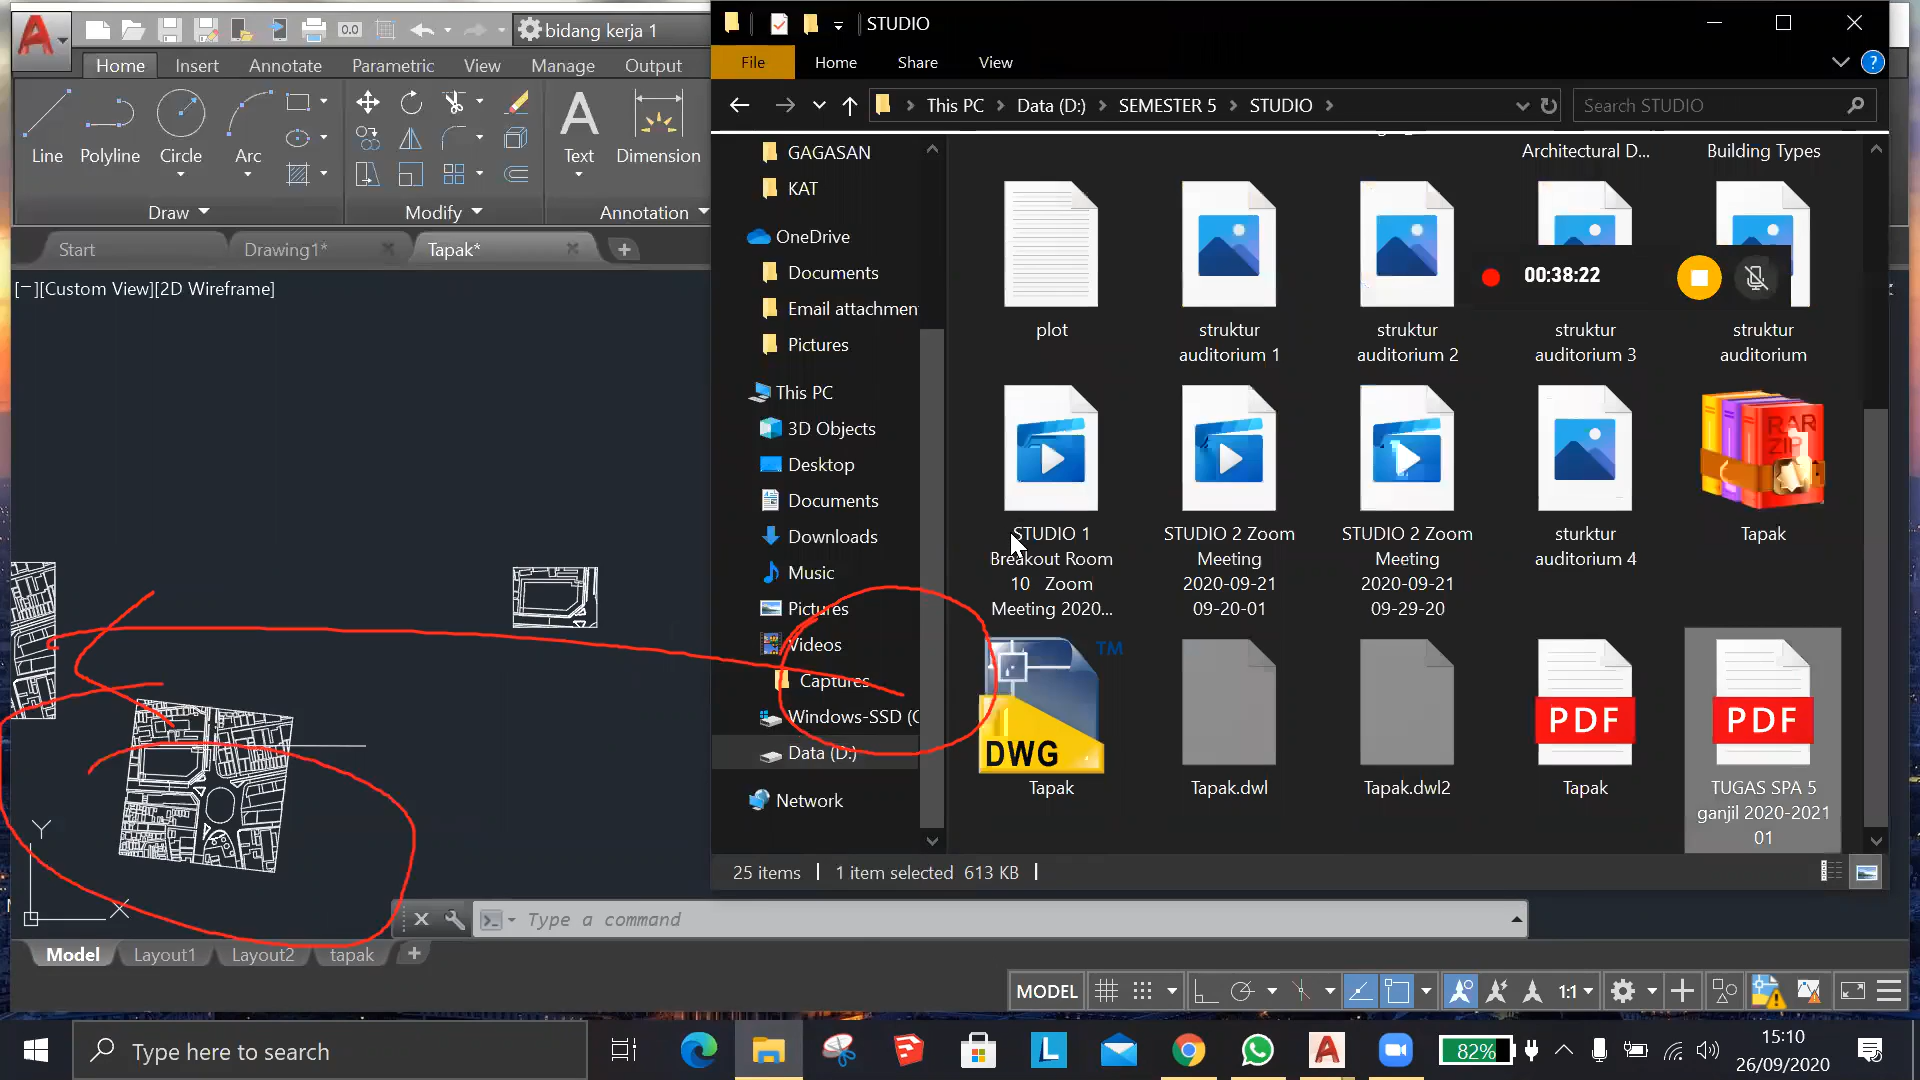 bidang kerja 1
Home Insert Annotate Parametric View Manage Output
Line Polyline Circle Arc Text Dimension
Draw Modify Annotation
Start Drawing1* Tapak*
[−][Custom View][2D Wireframe]
Y
X
Type a command
Model Layout1 Layout2 tapak
MODEL 1:1
STUDIO
File Home Share View
This PC Data (D:) SEMESTER 5 STUDIO
Search STUDIO
GAGASAN
KAT
OneDrive
Documents
Email attachmen
Pictures
This PC
3D Objects
Desktop
Documents
Downloads
Music
Pictures
Videos
Captures
Windows-SSD (C
Data (D:)
Network
Architectural D...
Building Types
plot
struktur
auditorium 1
struktur
auditorium 2
struktur
auditorium 3
struktur
auditorium
00:38:22
STUDIO 1
Breakout Room
10 Zoom
Meeting 2020...
STUDIO 2 Zoom
Meeting
2020-09-21
09-20-01
STUDIO 2 Zoom
Meeting
2020-09-21
09-29-20
sturktur
auditorium 4
RAR
ZIP
Tapak
TM
DWG
Tapak
Tapak.dwl
Tapak.dwl2
PDF
Tapak
PDF
TUGAS SPA 5
ganjil 2020-2021
01
25 items 1 item selected 613 KB
Type here to search
82%
15:10
26/09/2020